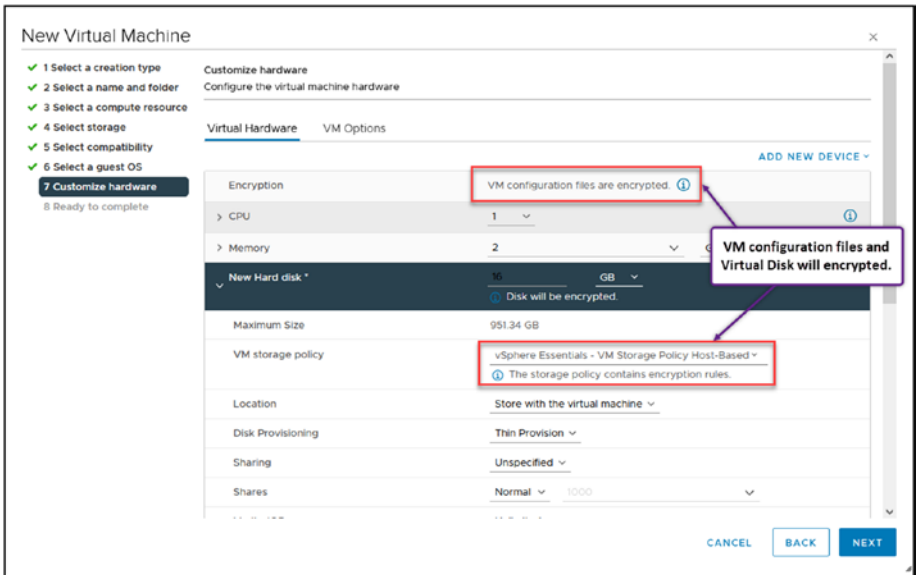 New Virtual Machine
1 Select a creation type
2 Select a name and folder
3 Select a compute resource
4 Select storage
5 Select compatibility
6 Select a guest OS
7 Customize hardware
8 Ready to complete
Customize hardware
Configure the virtual machine hardware
Virtual Hardware VM Options
ADD NEW DEVICE
Encryption VM configuration files are encrypted.
CPU 1
Memory 2
VM configuration files and
Virtual Disk will encrypted.
New Hard disk * 16 GB
Disk will be encrypted.
Maximum Size 951.34 GB
VM storage policy vSphere Essentials - VM Storage Policy Host-Based
The storage policy contains encryption rules.
Location Store with the virtual machine
Disk Provisioning Thin Provision
Sharing Unspecified
Shares Normal 1000
CANCEL BACK NEXT